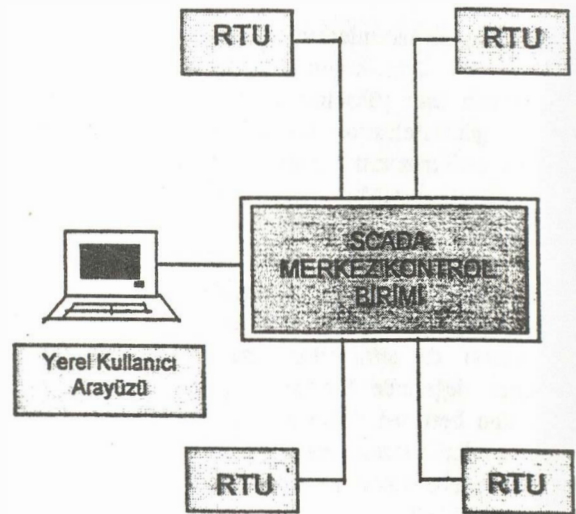 RTU
RTU
SCADA
MERKEZİ KONTROL
BİRİMİ
Yerel Kullanıcı
Arayüzü
RTU
RTU